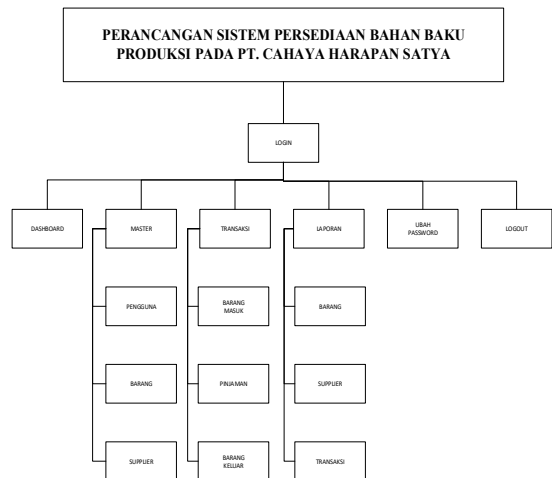 PERANCANGAN SISTEM PERSEDIAAN BAHAN BAKU
PRODUKSI PADA PT. CAHAYA HARAPAN SATYA
LOGIN
DASHBOARD
MASTER
TRANSAKSI
LAPORAN
UBAH
PASSWORD
LOGOUT
PENGGUNA
BARANG
MASUK
BARANG
BARANG
PINJAMAN
SUPPLIER
SUPPLIER
BARANG
KELUAR
TRANSAKSI